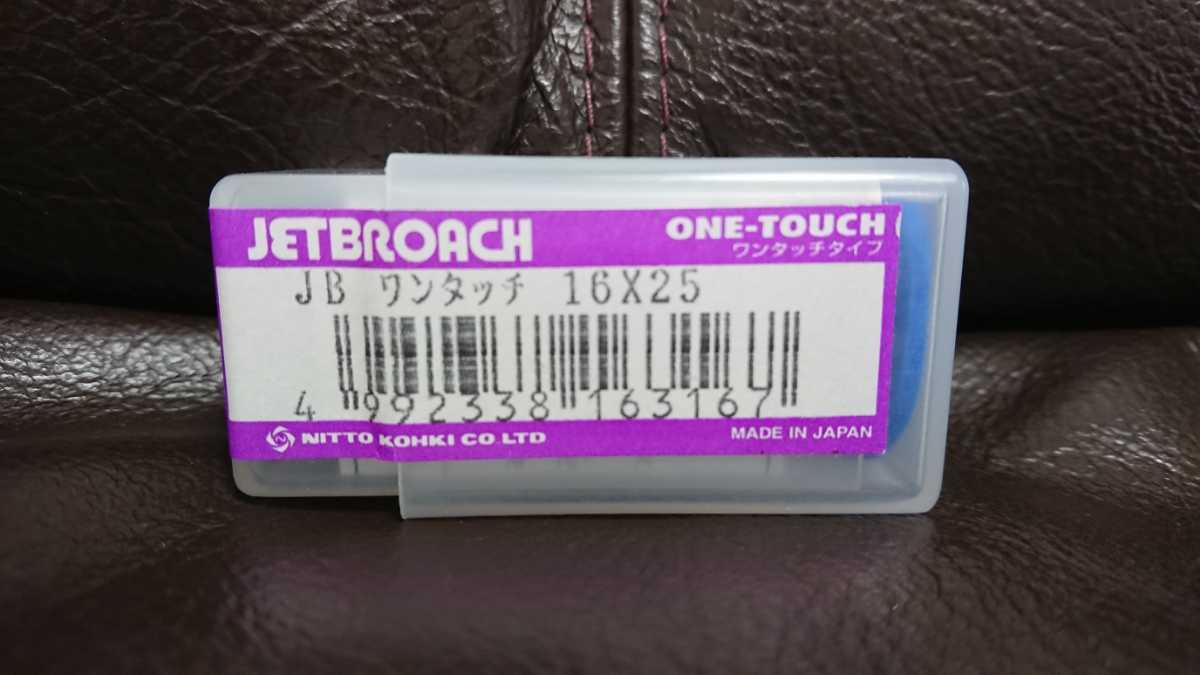 JETBROACH
ONE-TOUCH
ワンタッチタイプ
JB ワンタッチ 16X25
4 "992338"163167"
NITTO KOHKI CO. LTD
MADE IN JAPAN